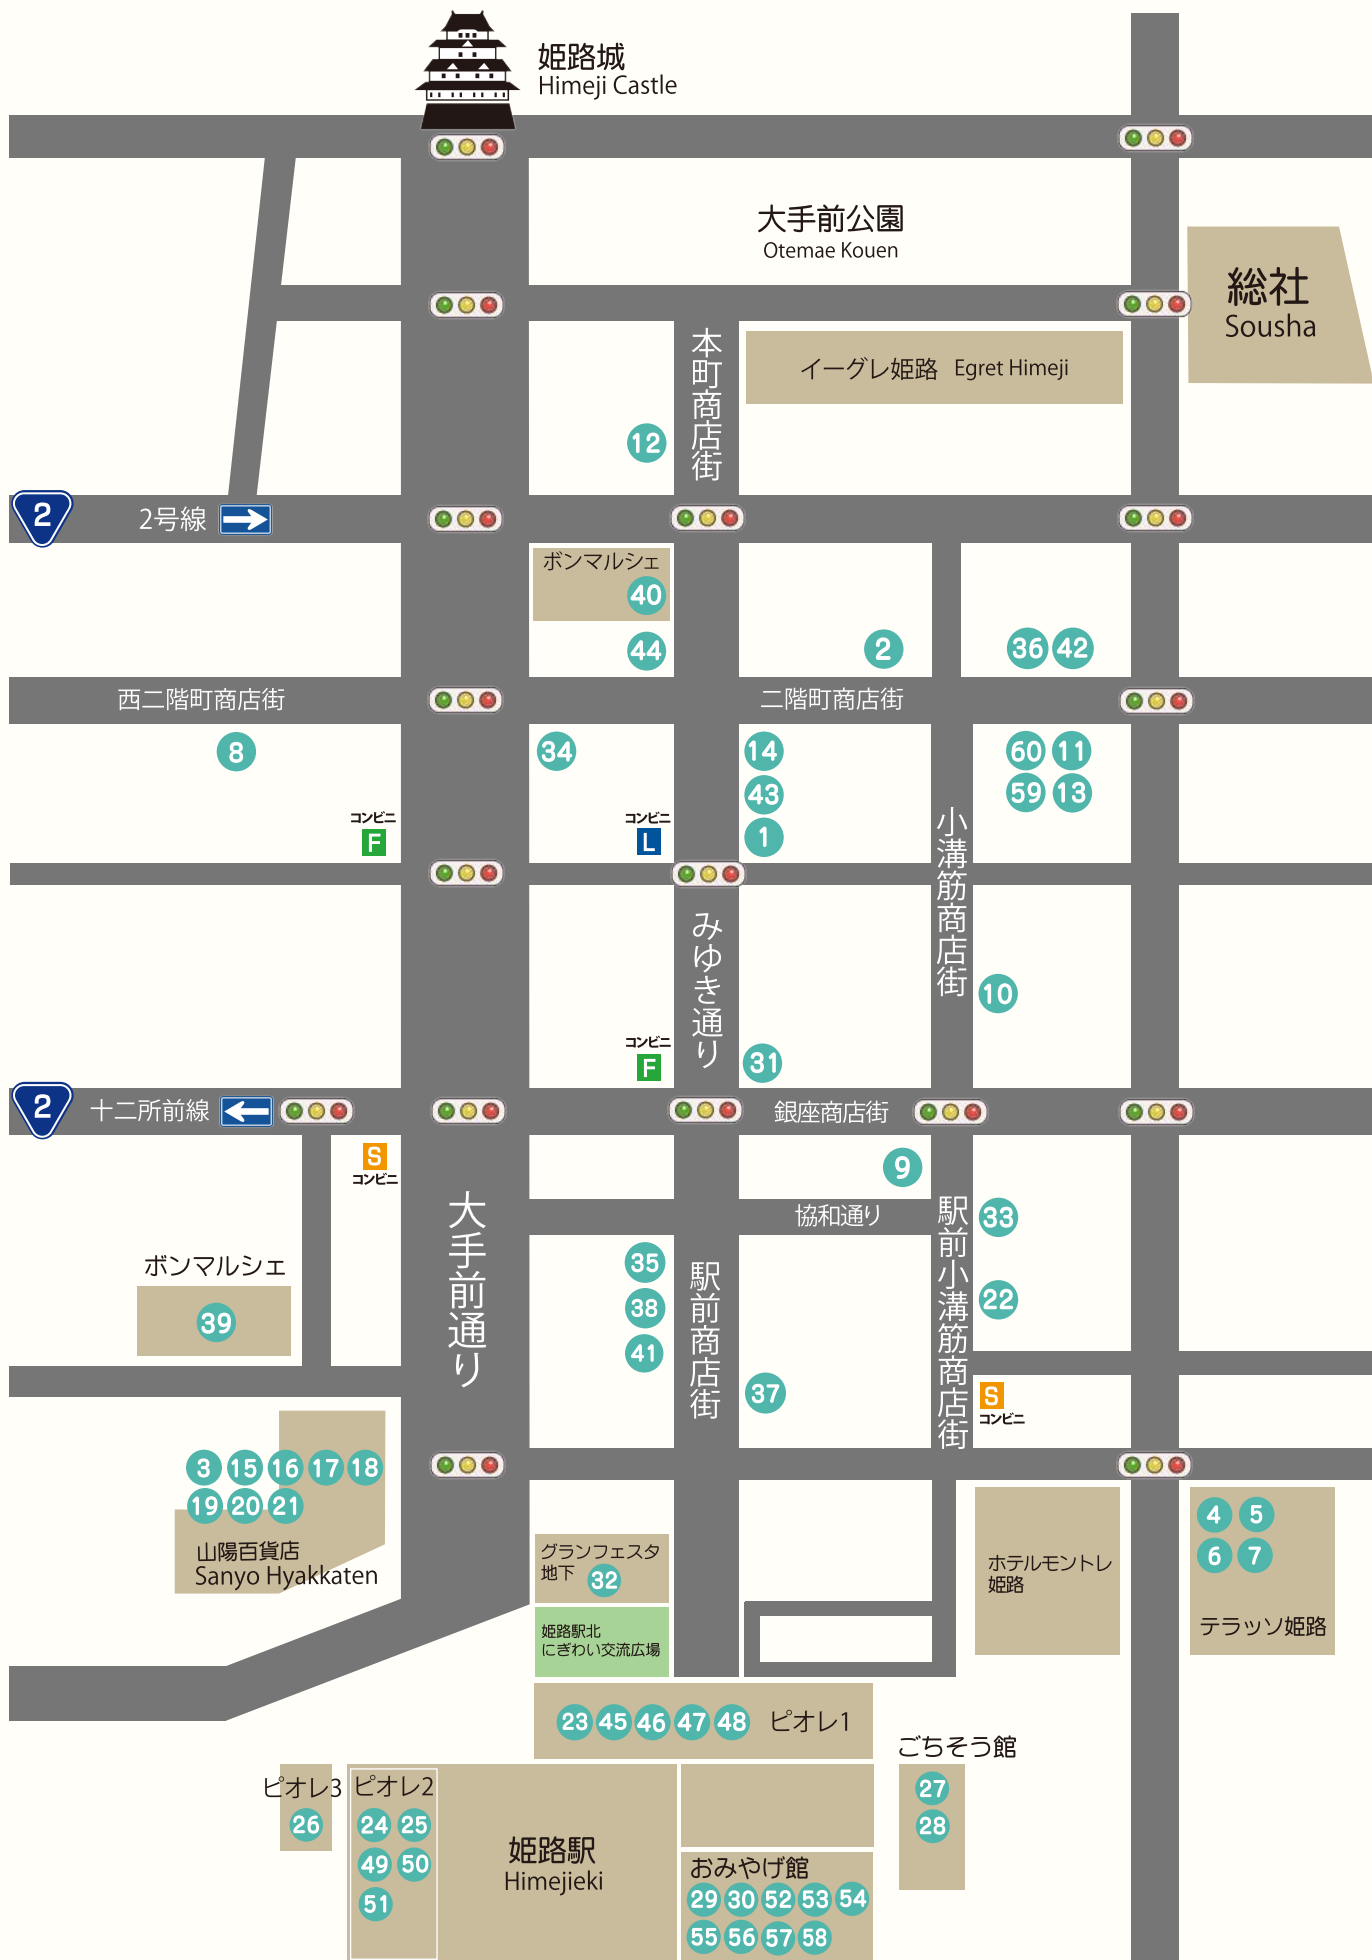 姫路城
Himeji Castle
大手前公園
Otemae Kouen
総社
Sousha
本町商店街
イーグレ姫路 Egret Himeji
12
2
2号線
ボンマルシェ
40
44
2
36 42
西二階町商店街
二階町商店街
8
34
14
43
1
60 11
59 13
コンビニ
F
コンビニ
L
小溝筋商店街
みゆき通り
10
コンビニ
F
31
2
十二所前線
銀座商店街
S
コンビニ
9
大手前通り
協和通り
駅前小溝筋商店街
33
22
ボンマルシェ
39
35
38
41
駅前商店街
37
S
コンビニ
3 15 16 17 18
19 20 21
山陽百貨店
Sanyo Hyakkaten
グランフェスタ
地下 32
姫路駅北
にぎわい交流広場
ホテルモントレ
姫路
4 5
6 7
テラッソ姫路
23 45 46 47 48 ピオレ1
ごちそう館
27
28
ピオレ3
26
ピオレ2
24 25
49 50
51
姫路駅
Himejieki
おみやげ館
29 30 52 53 54
55 56 57 58